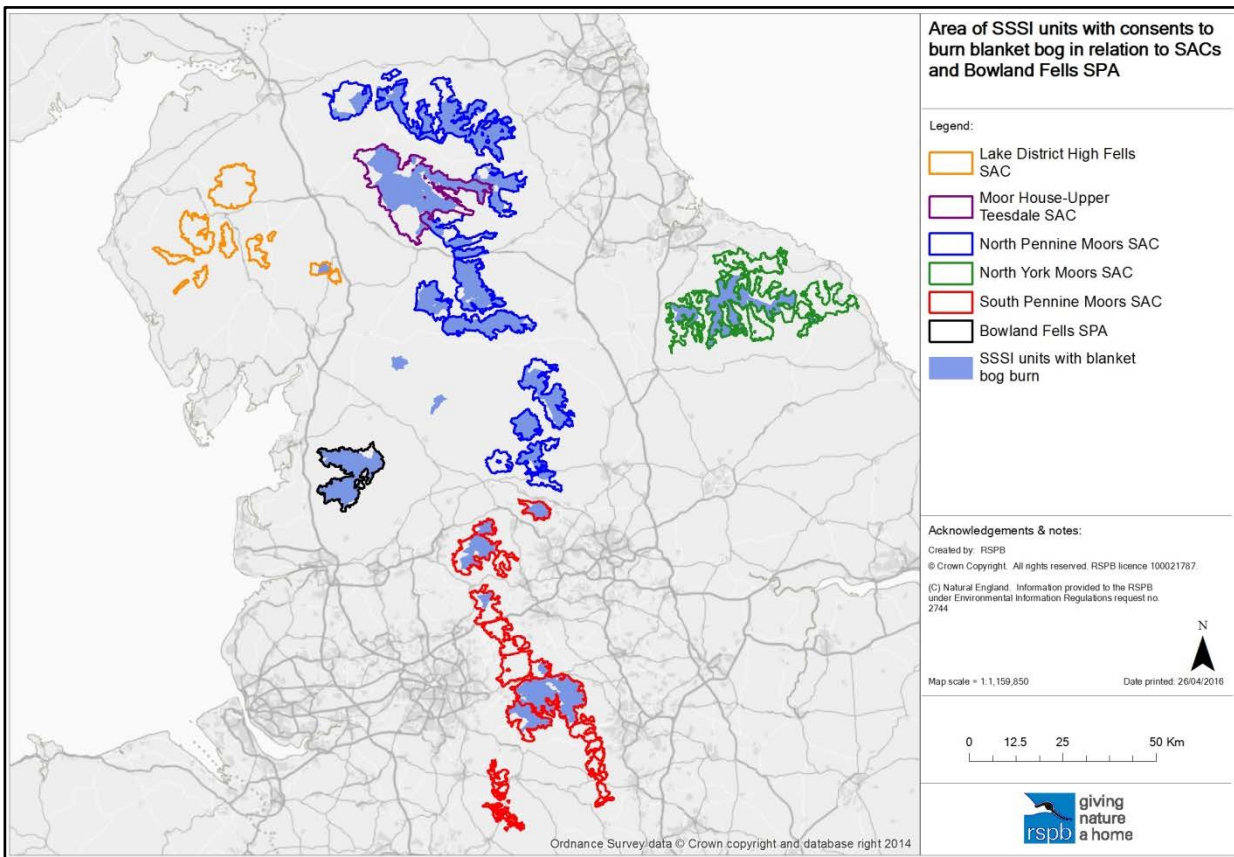 Area of SSSI units with consents to
burn blanket bog in relation to SACs
and Bowland Fells SPA
Legend:
Lake District High Fells
SAC
Moor House-Upper
Teesdale SAC
North Pennine Moors SAC
North York Moors SAC
South Pennine Moors SAC
Bowland Fells SPA
SSSI units with blanket
bog burn
Acknowledgements & notes:
Created by: RSPB
© Crown Copyright. All rights reserved. RSPB licence 100021787.
(C) Natural England. Information provided to the RSPB
under Environmental Information Regulations request no.
2744
N
Map scale = 1:1,159,850 Date printed: 26/04/2016
0 12.5 25 50 Km
rspb
giving
nature
a home
Ordnance Survey data © Crown copyright and database right 2014